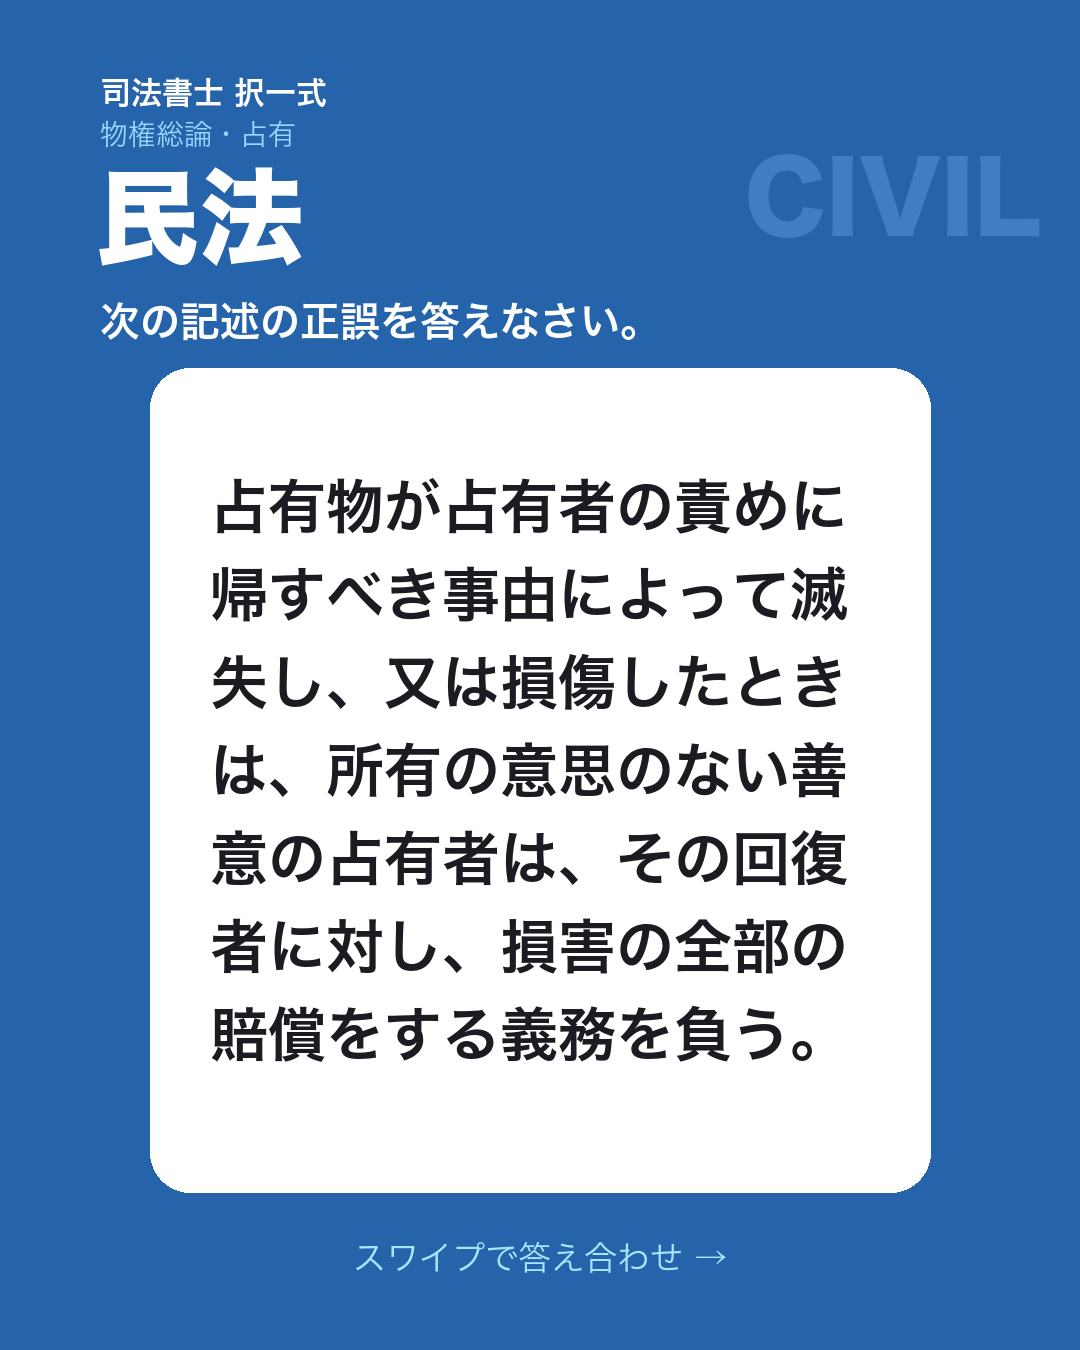 司法書士 択一式
物権総論・占有
民法
CIVIL
次の記述の正誤を答えなさい。
占有物が占有者の責めに
帰すべき事由によって滅
失し、又は損傷したとき
は、所有の意思のない善
意の占有者は、その回復
者に対し、損害の全部の
賠償をする義務を負う。
スワイプで答え合わせ →